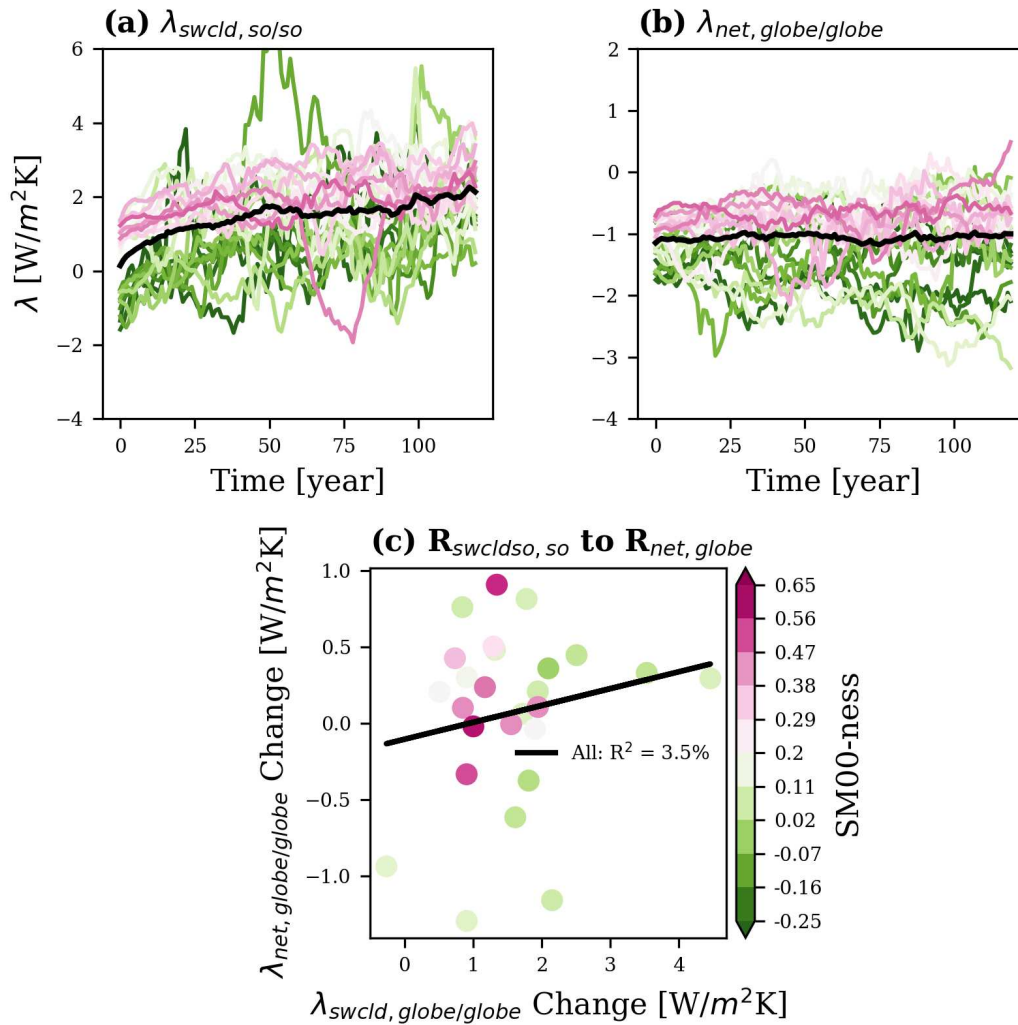 (a) λswcld, so/so
(b) λnet, globe/globe
6
4
2
0
−2
−4
λ [W/m²K]
0 25 50 75 100
Time [year]
2
1
0
−1
−2
−3
−4
0 25 50 75 100
Time [year]
(c) Rswcldso, so to Rnet, globe
λnet, globe/globe Change [W/m²K]
1.0
0.5
0.0
−0.5
−1.0
All: R² = 3.5%
0 1 2 3 4
λswcld, globe/globe Change [W/m²K]
0.65
0.56
0.47
0.38
0.29
0.2
0.11
0.02
-0.07
-0.16
-0.25
SM00-ness